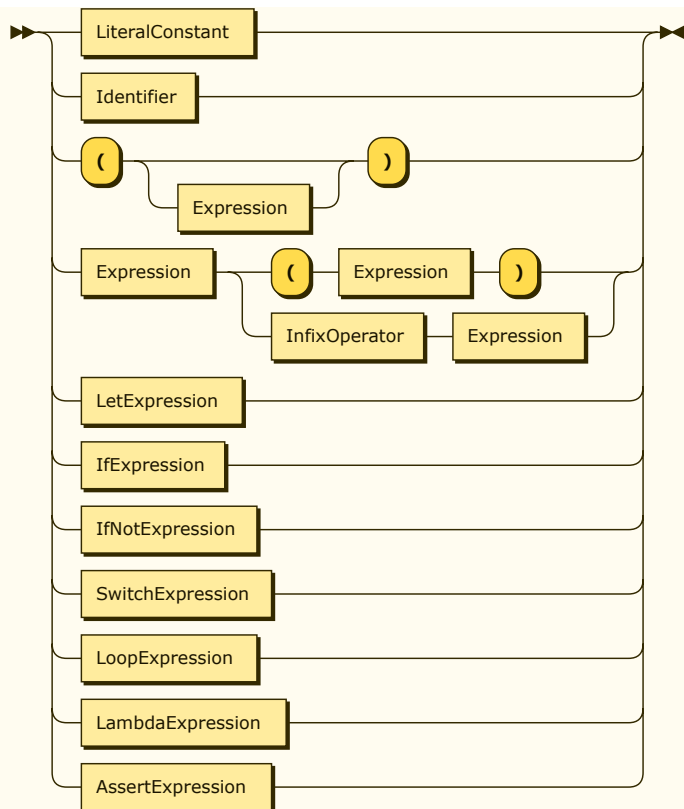 LiteralConstant
Identifier
( )
Expression
Expression ( Expression )
InfixOperator Expression
LetExpression
IfExpression
IfNotExpression
SwitchExpression
LoopExpression
LambdaExpression
AssertExpression